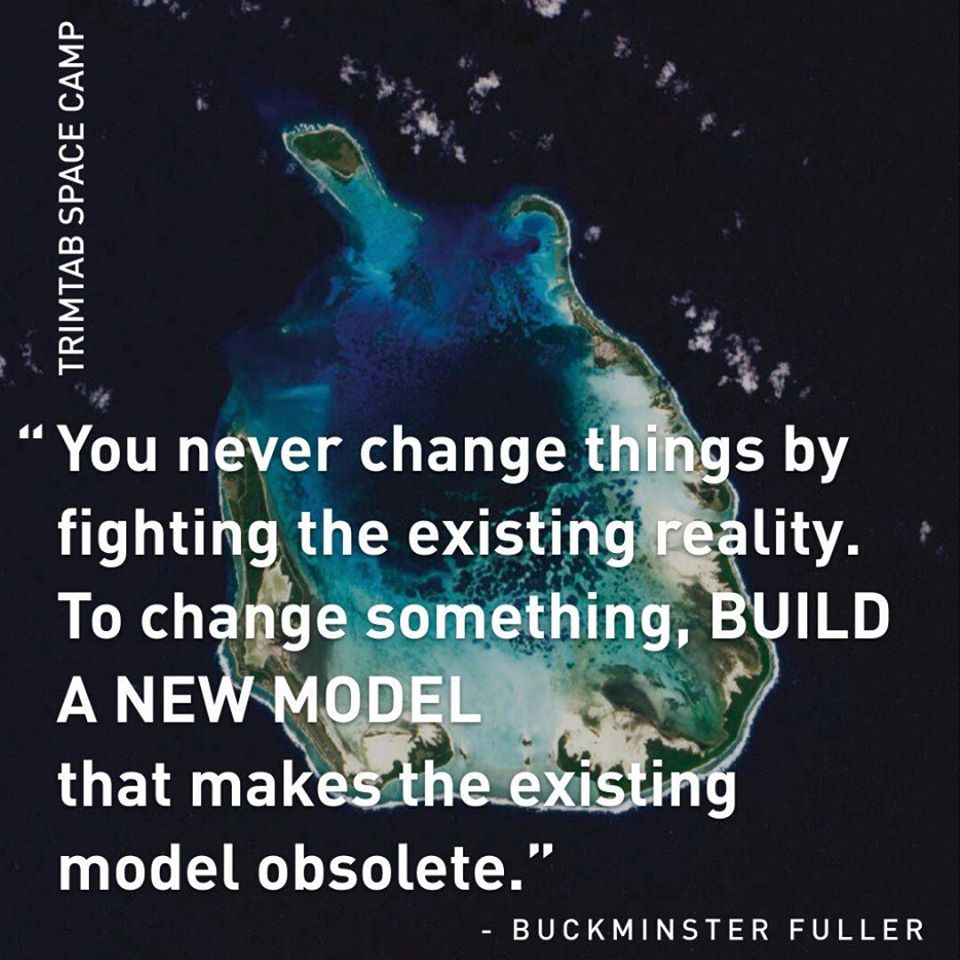 TRIMTAB SPACE CAMP
“ You never change things by
fighting the existing reality.
To change something, BUILD
A NEW MODEL
that makes the existing
model obsolete.”
- BUCKMINSTER FULLER